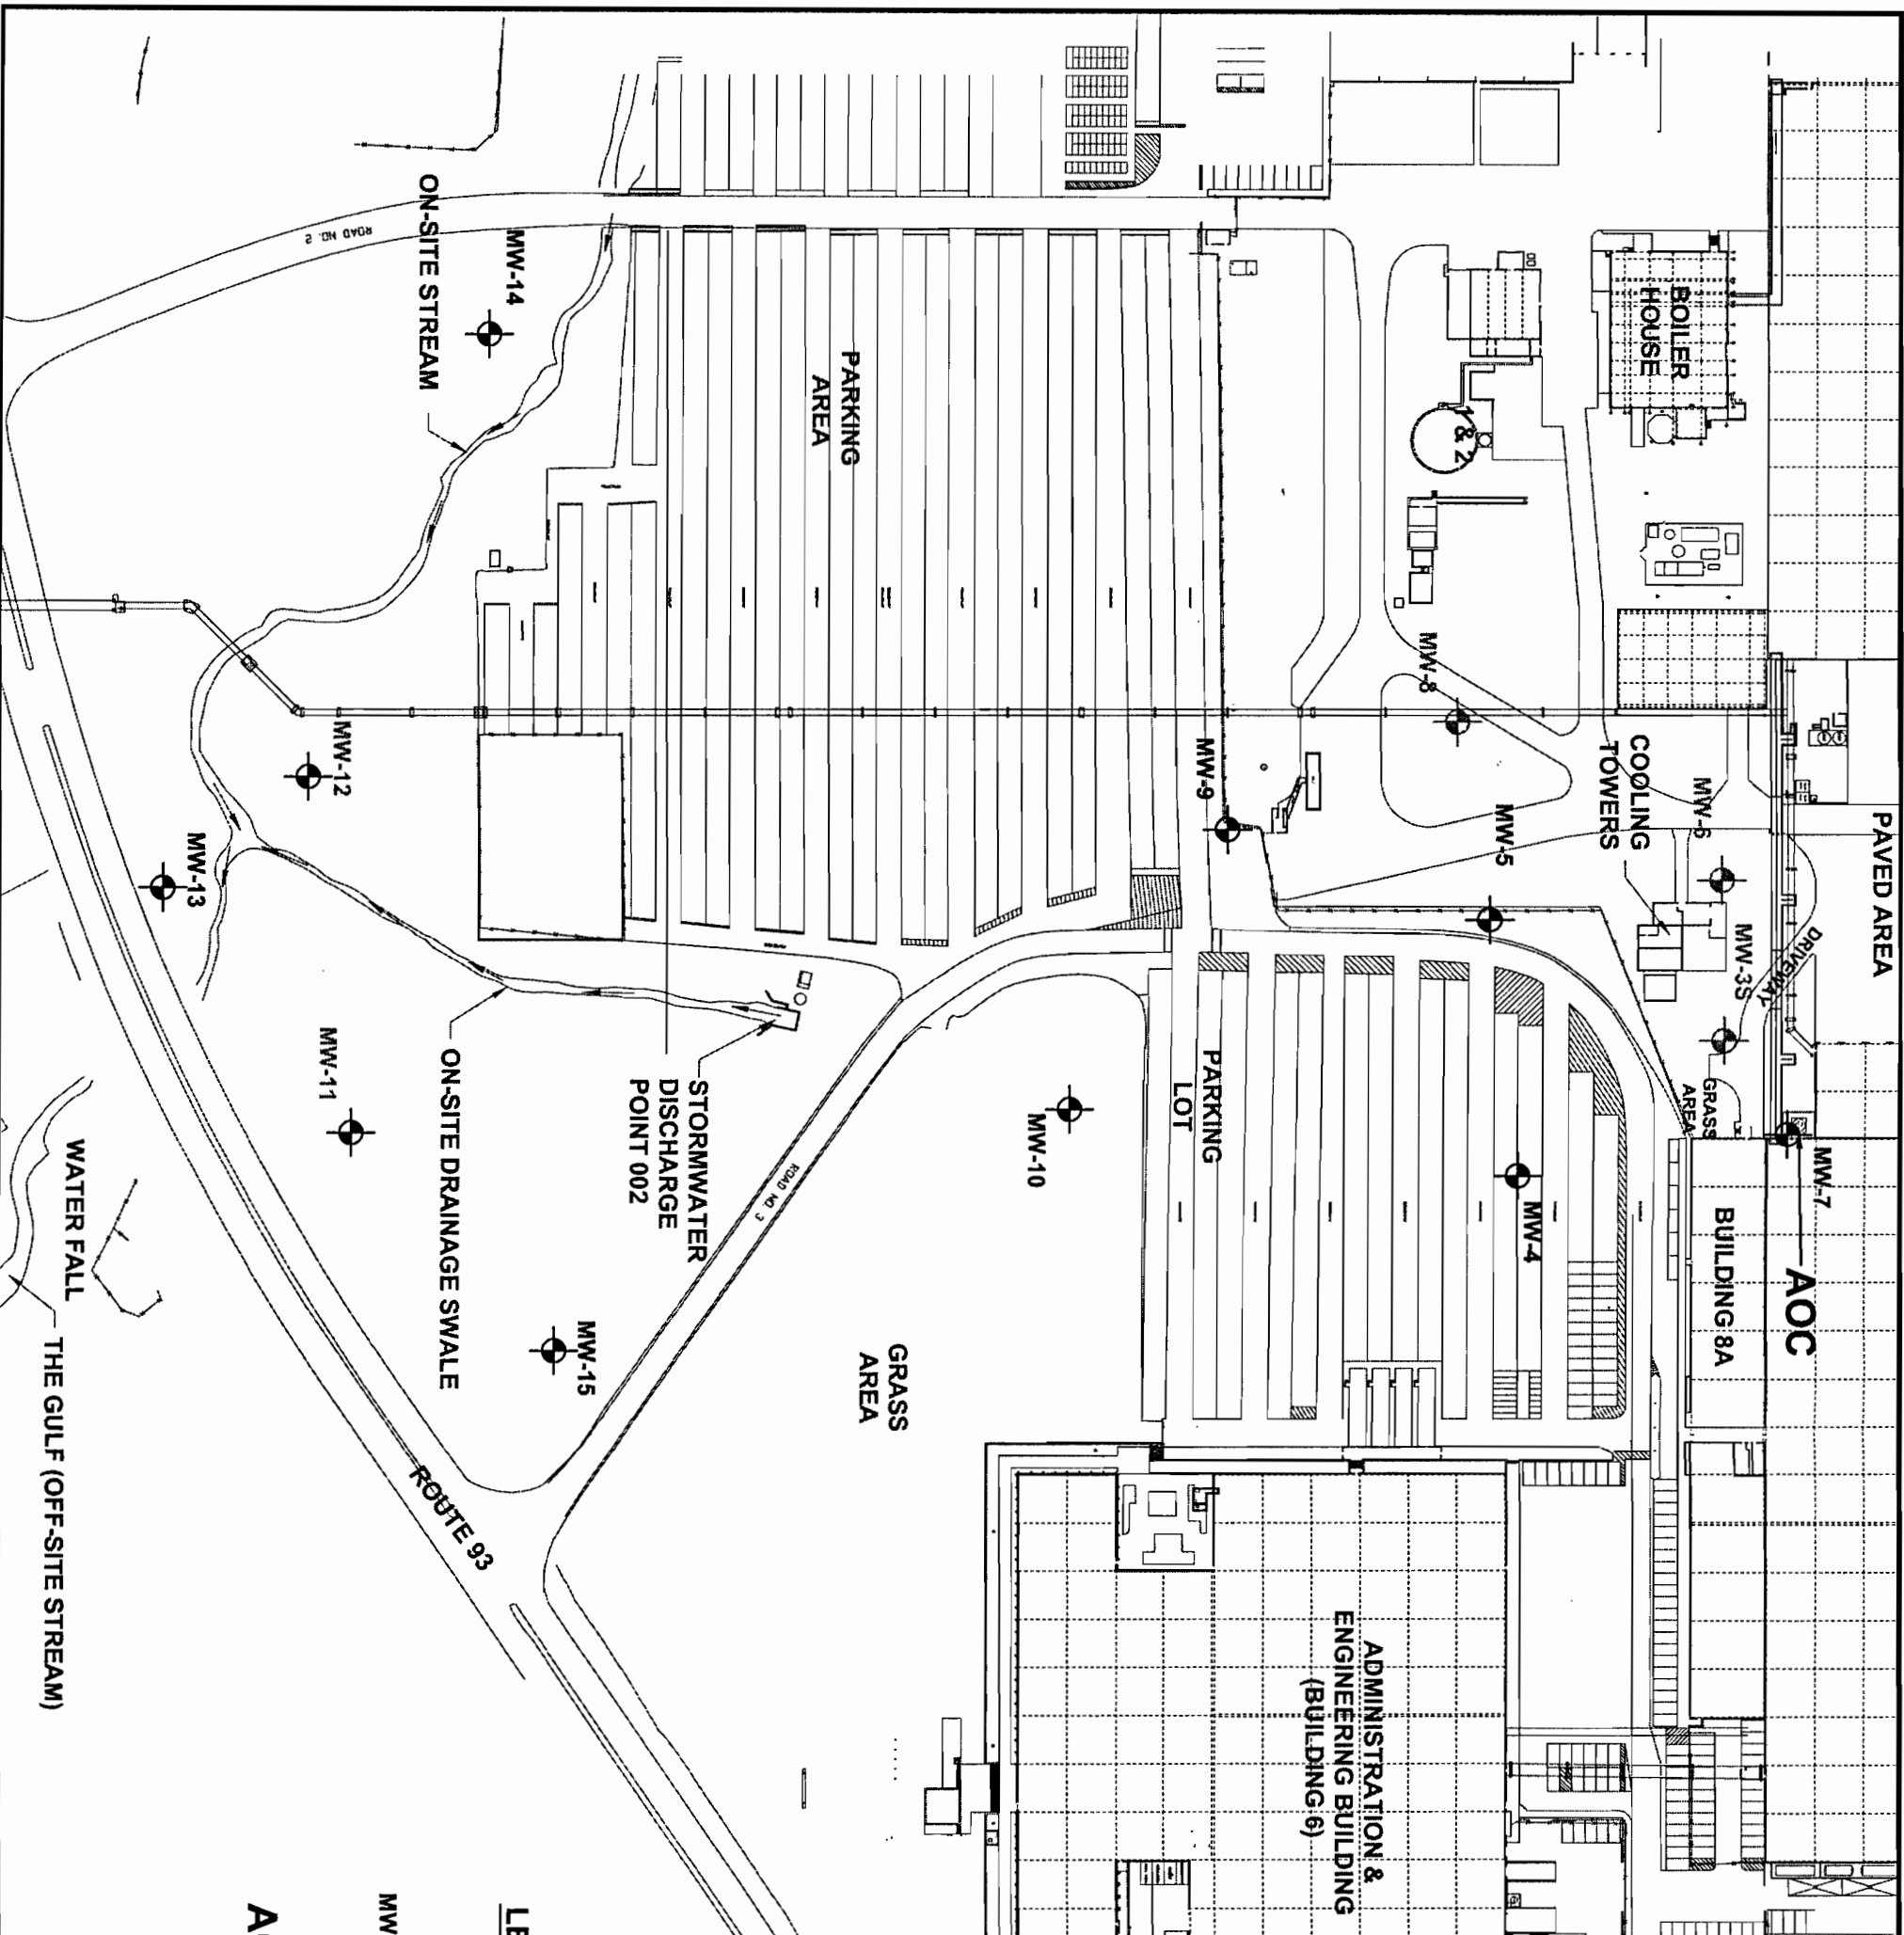 PAVED AREA
MW-7
AOC
DRIVEWAY
MW-3S
GRASS
AREA
BUILDING 8A
MW-6
COOLING
TOWERS
BOILER
HOUSE
MW-5
MW-4
MW-8
1 & 2
ADMINISTRATION &
ENGINEERING BUILDING
(BUILDING 6)
MW-9
PARKING
LOT
MW-10
GRASS
AREA
PARKING
AREA
ROAD NO. 3
STORMWATER
DISCHARGE
POINT 002
MW-15
MW-14
ON-SITE STREAM
ON-SITE DRAINAGE SWALE
ROAD NO. 2
MW-12
MW-11
ROUTE 93
MW-13
WATER FALL
THE GULF (OFF-SITE STREAM)
LE
MW
A